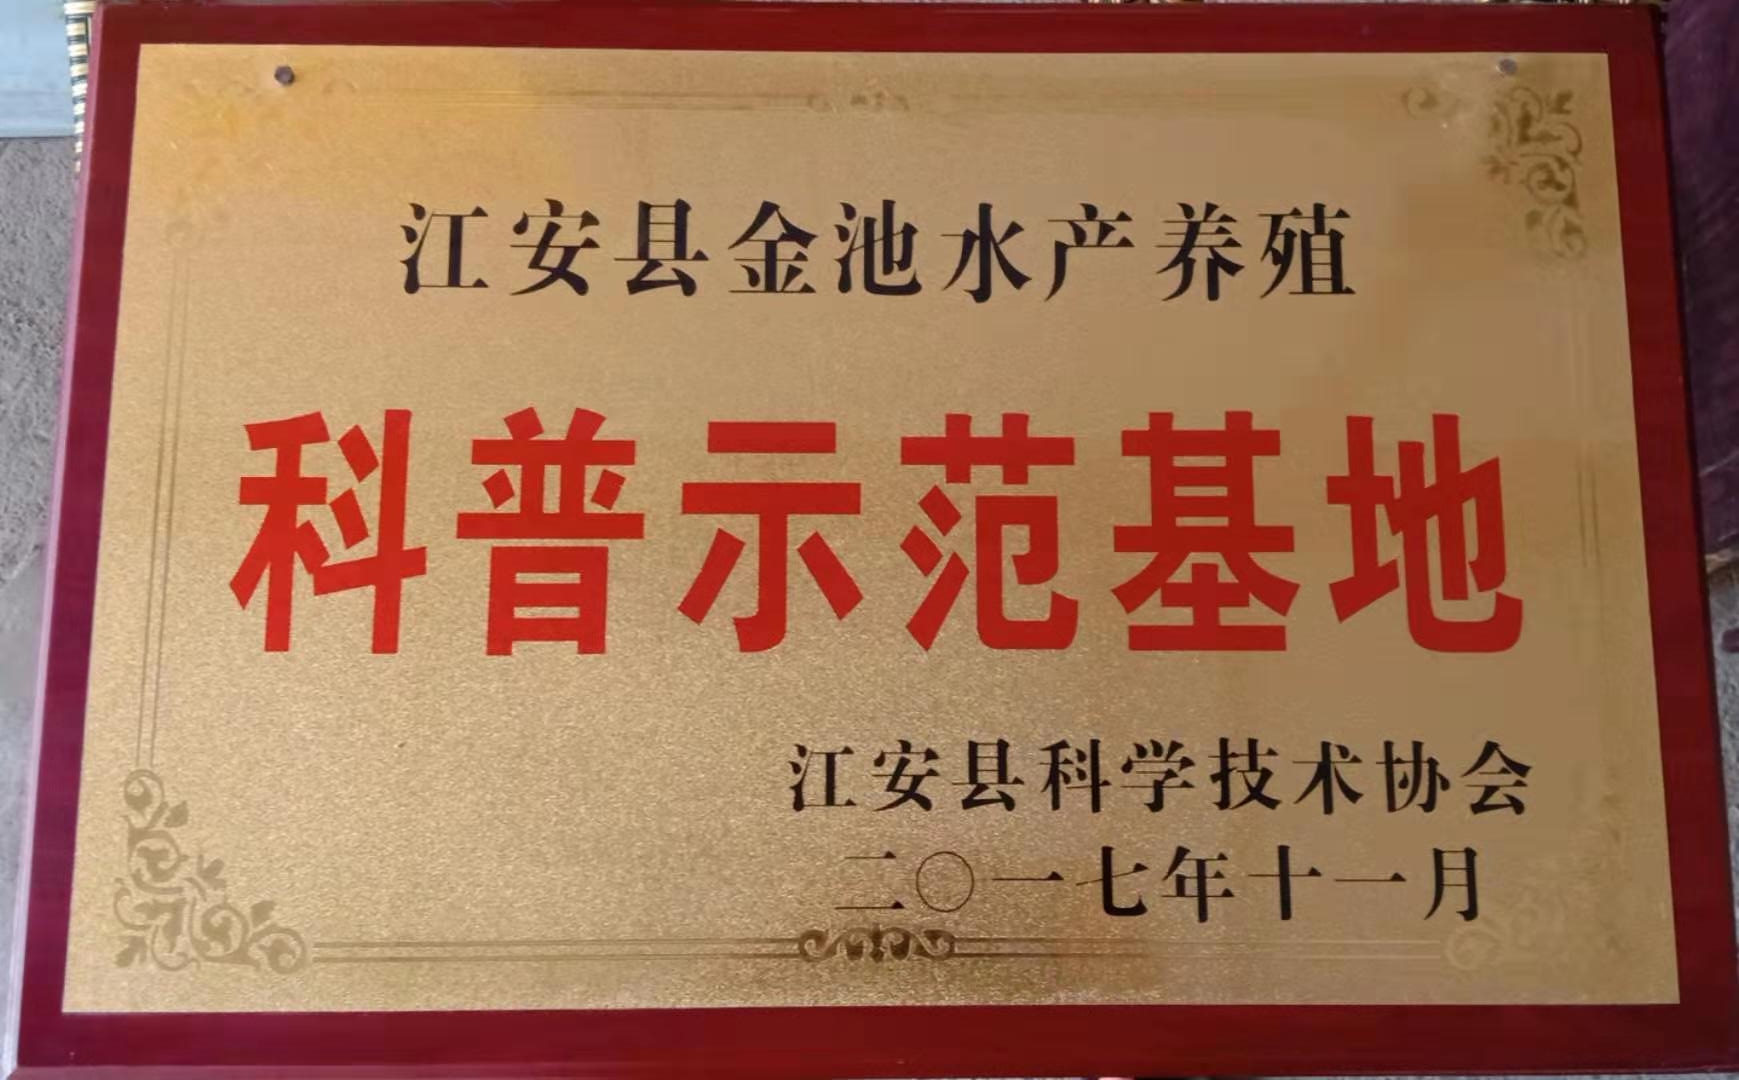 江安县金池水产养殖
科普示范基地
江安县科学技术协会
二〇一七年十一月